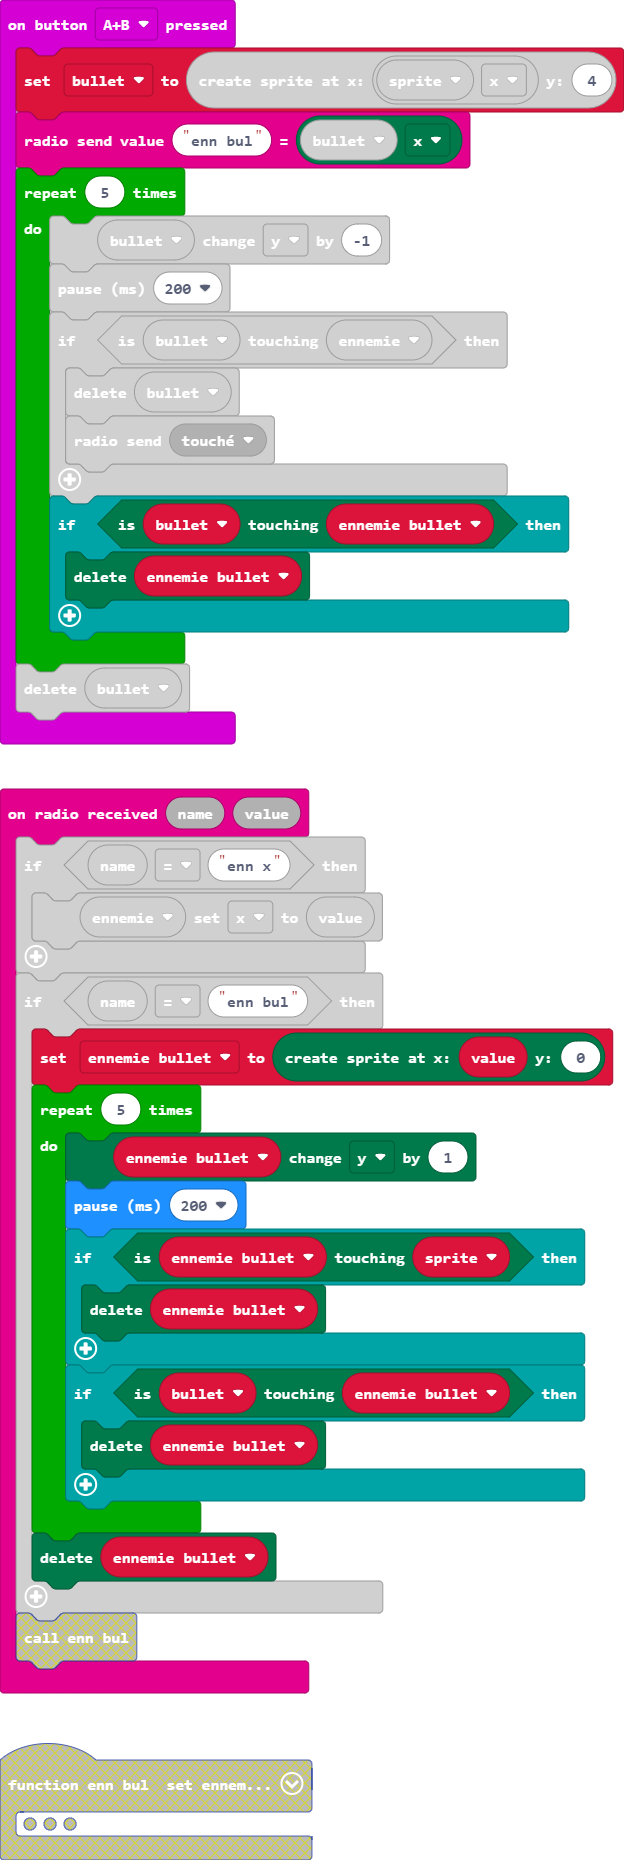 on button A+B pressed
set bullet to create sprite at x: sprite x y: 4
radio send value "enn bul" = bullet x
repeat 5 times
do
bullet change y by -1
pause (ms) 200
if is bullet touching ennemie then
delete bullet
radio send touché
if is bullet touching ennemie bullet then
delete ennemie bullet
delete bullet
on radio received name value
if name = "enn x" then
ennemie set x to value
if name = "enn bul" then
set ennemie bullet to create sprite at x: value y: 0
repeat 5 times
do
ennemie bullet change y by 1
pause (ms) 200
if is ennemie bullet touching sprite then
delete ennemie bullet
if is bullet touching ennemie bullet then
delete ennemie bullet
delete ennemie bullet
call enn bul
function enn bul set ennem...